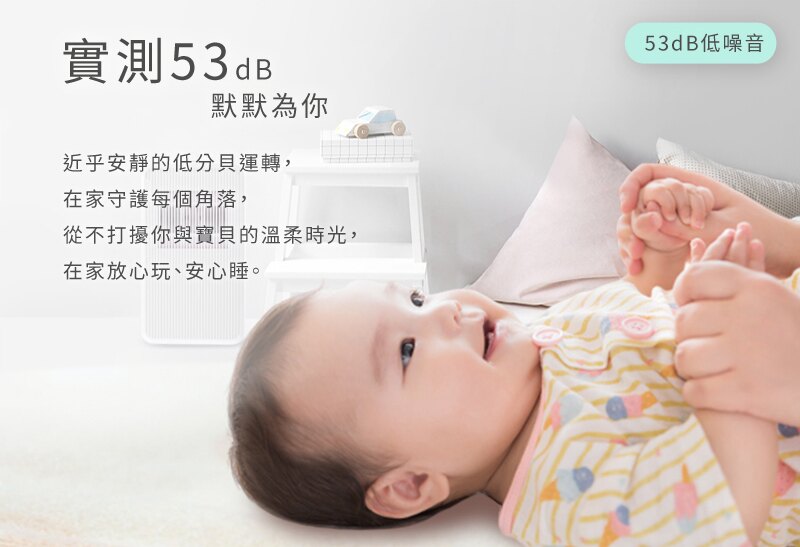 實測53dB
53dB低噪音
默默為你
近乎安靜的低分貝運轉，
在家守護每個角落，
從不打擾你與寶貝的溫柔時光，
在家放心玩、安心睡。